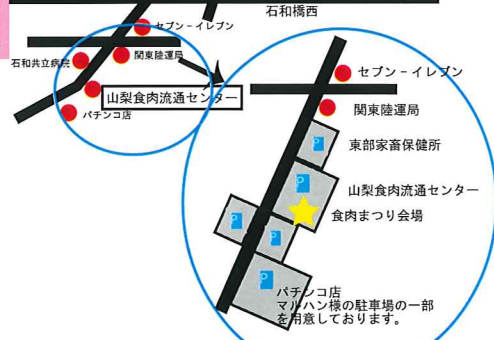 石和橋西
セブン－イレブン
石和共立病院
関東陸運局
山梨食肉流通センター
パチンコ店
セブン－イレブン
関東陸運局
P
東部家畜保健所
P
山梨食肉流通センター
食肉まつり会場
P
P
P
パチンコ店
マルハン様の駐車場の一部
を用意しております。